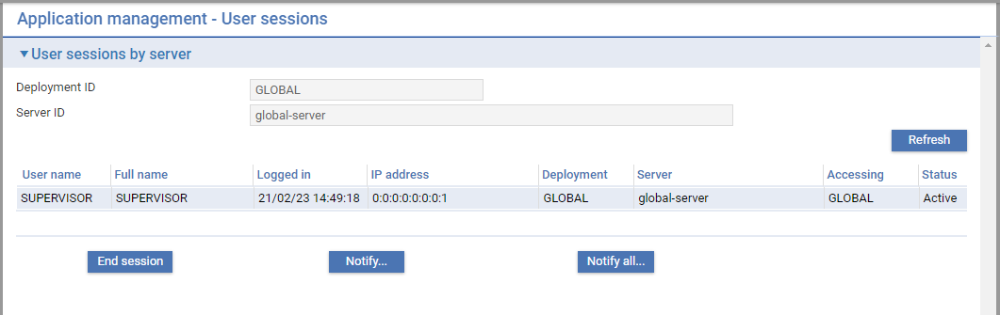 Application management - User sessions
User sessions by server
Deployment ID GLOBAL
Server ID global-server
Refresh
User name Full name Logged in IP address Deployment Server Accessing Status
SUPERVISOR SUPERVISOR 21/02/23 14:49:18 0:0:0:0:0:0:0:1 GLOBAL global-server GLOBAL Active
End session Notify... Notify all...